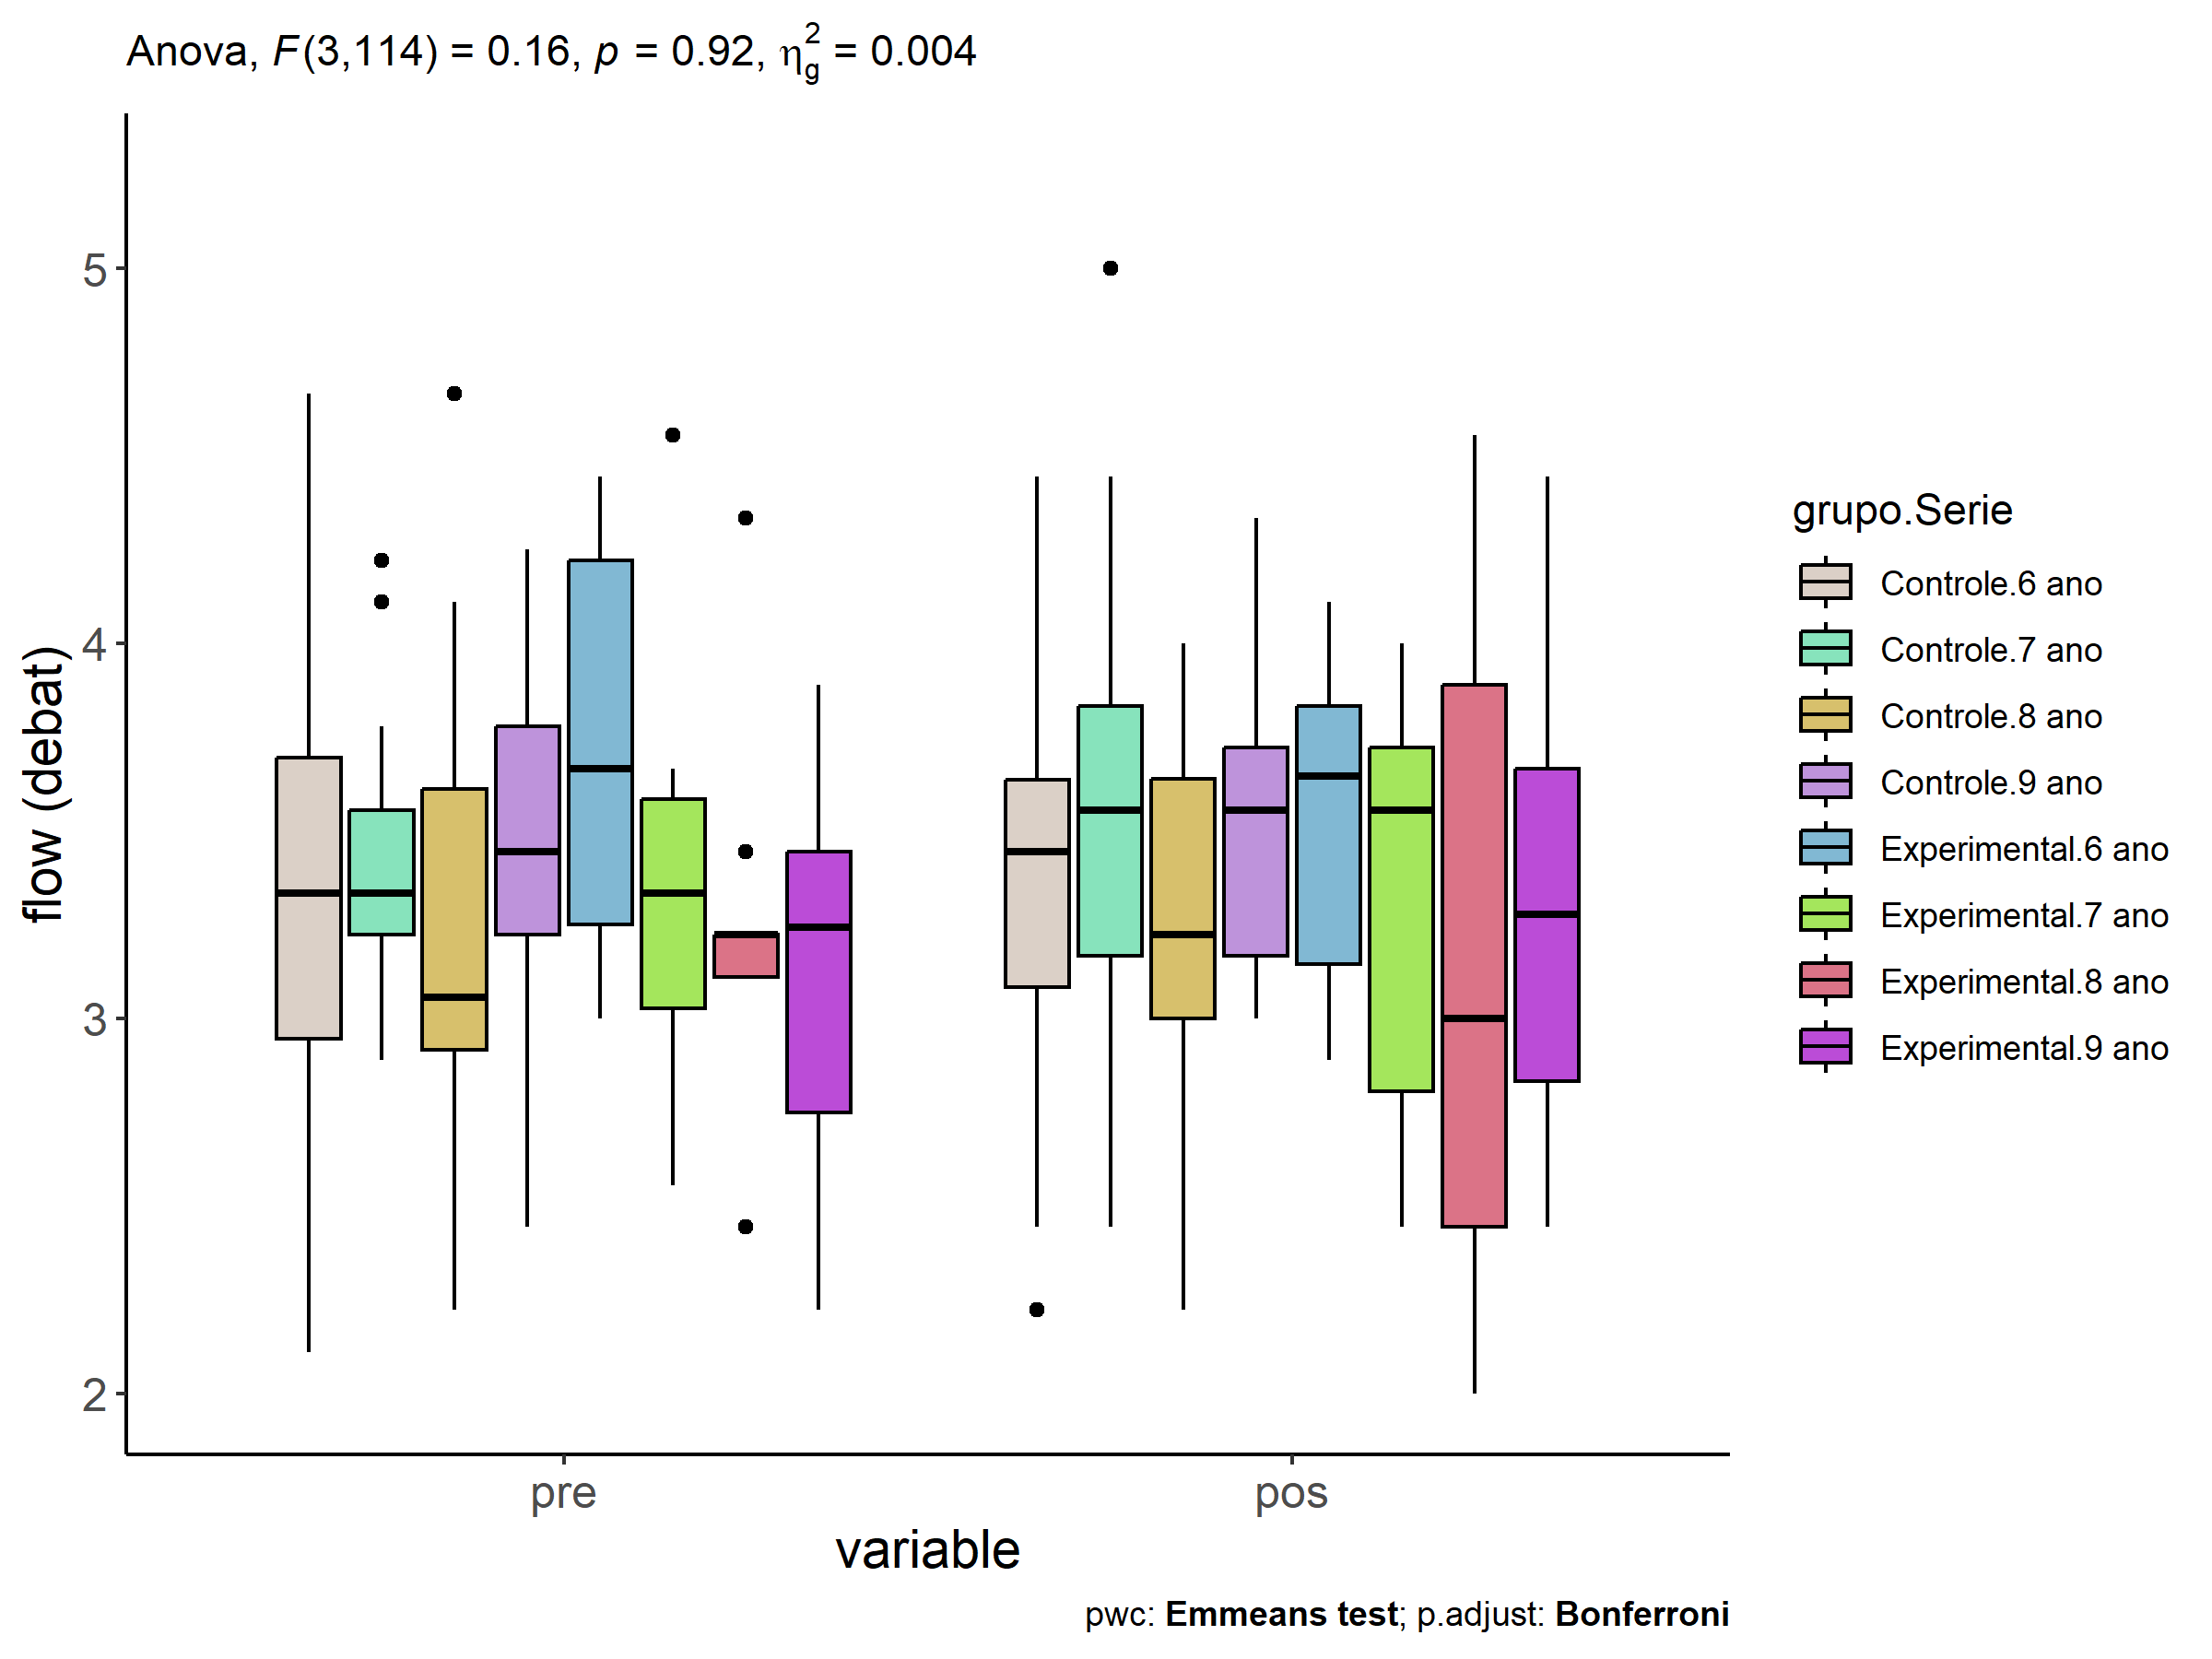 Anova, F(3,114) = 0.16, p = 0.92, η²g = 0.004
flow (debat)
5
4
3
2
pre
pos
variable
grupo.Serie
Controle.6 ano
Controle.7 ano
Controle.8 ano
Controle.9 ano
Experimental.6 ano
Experimental.7 ano
Experimental.8 ano
Experimental.9 ano
pwc: Emmeans test; p.adjust: Bonferroni